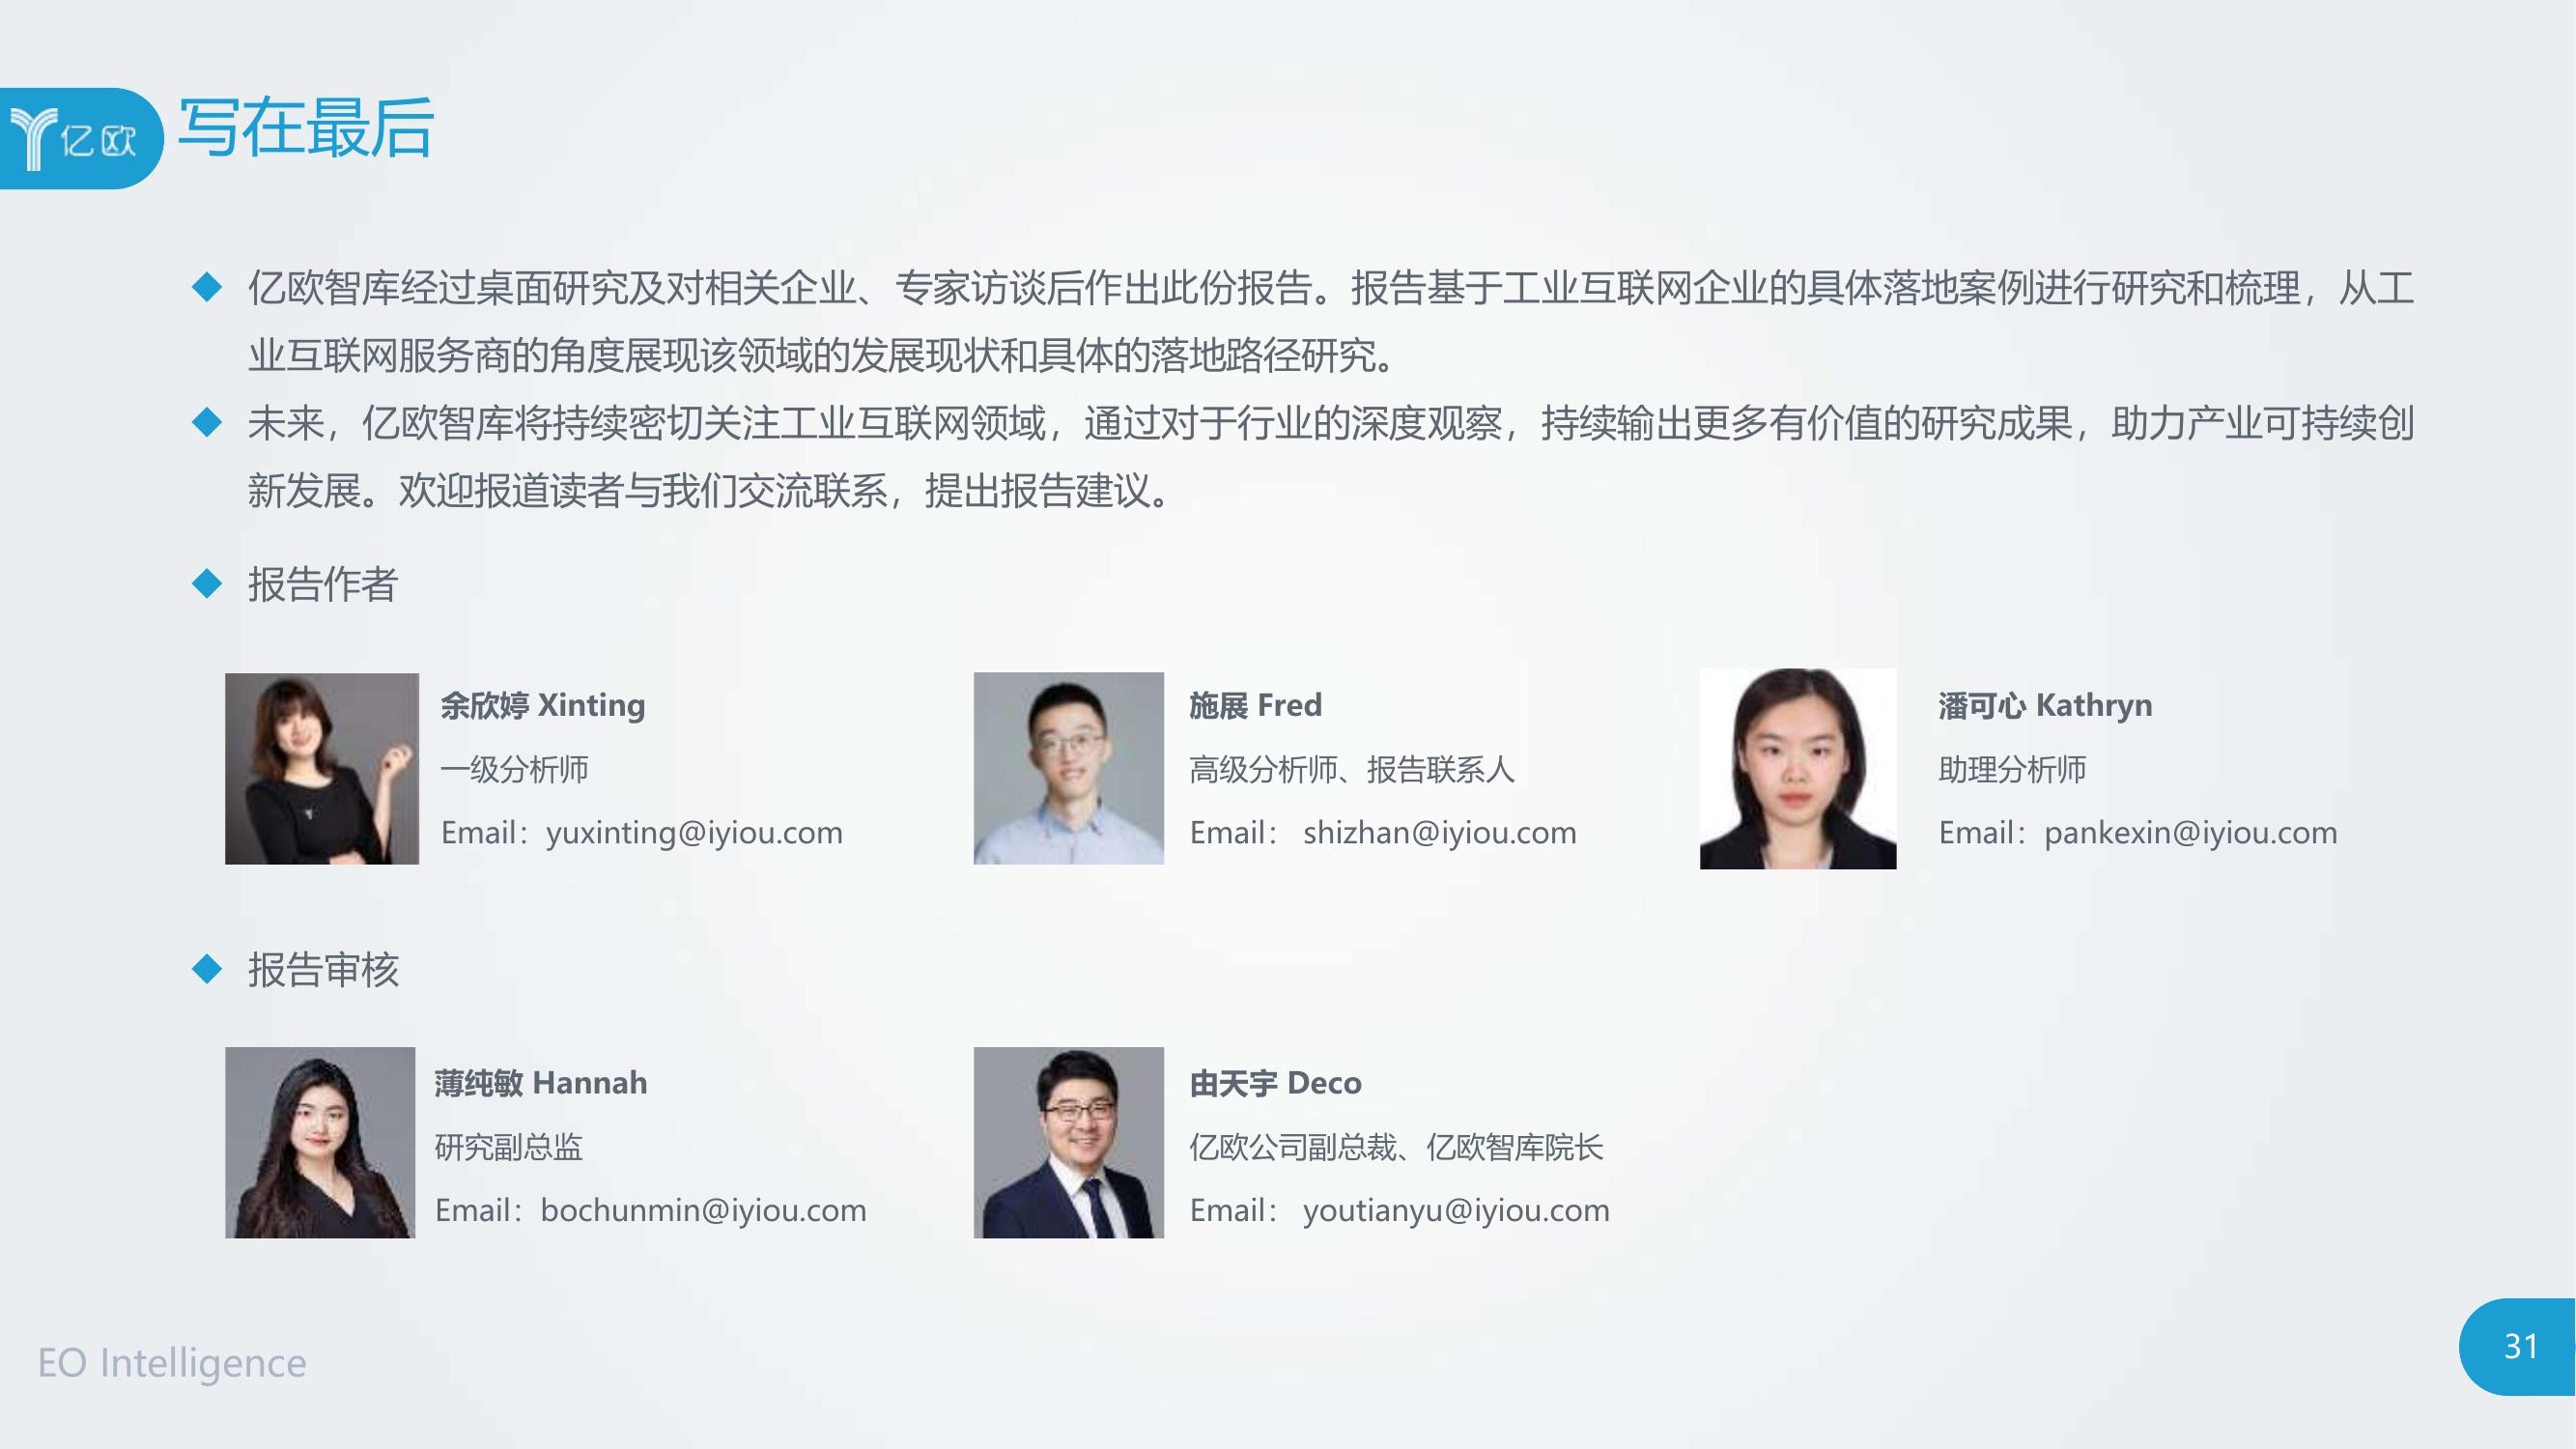 亿欧
写在最后
◆ 亿欧智库经过桌面研究及对相关企业、专家访谈后作出此份报告。报告基于工业互联网企业的具体落地案例进行研究和梳理，从工
业互联网服务商的角度展现该领域的发展现状和具体的落地路径研究。
◆ 未来，亿欧智库将持续密切关注工业互联网领域，通过对于行业的深度观察，持续输出更多有价值的研究成果，助力产业可持续创
新发展。欢迎报道读者与我们交流联系，提出报告建议。
◆ 报告作者
余欣婷 Xinting
一级分析师
Email：yuxinting@iyiou.com
施展 Fred
高级分析师、报告联系人
Email： shizhan@iyiou.com
潘可心 Kathryn
助理分析师
Email：pankexin@iyiou.com
◆ 报告审核
薄纯敏 Hannah
研究副总监
Email：bochunmin@iyiou.com
由天宇 Deco
亿欧公司副总裁、亿欧智库院长
Email： youtianyu@iyiou.com
EO Intelligence
31